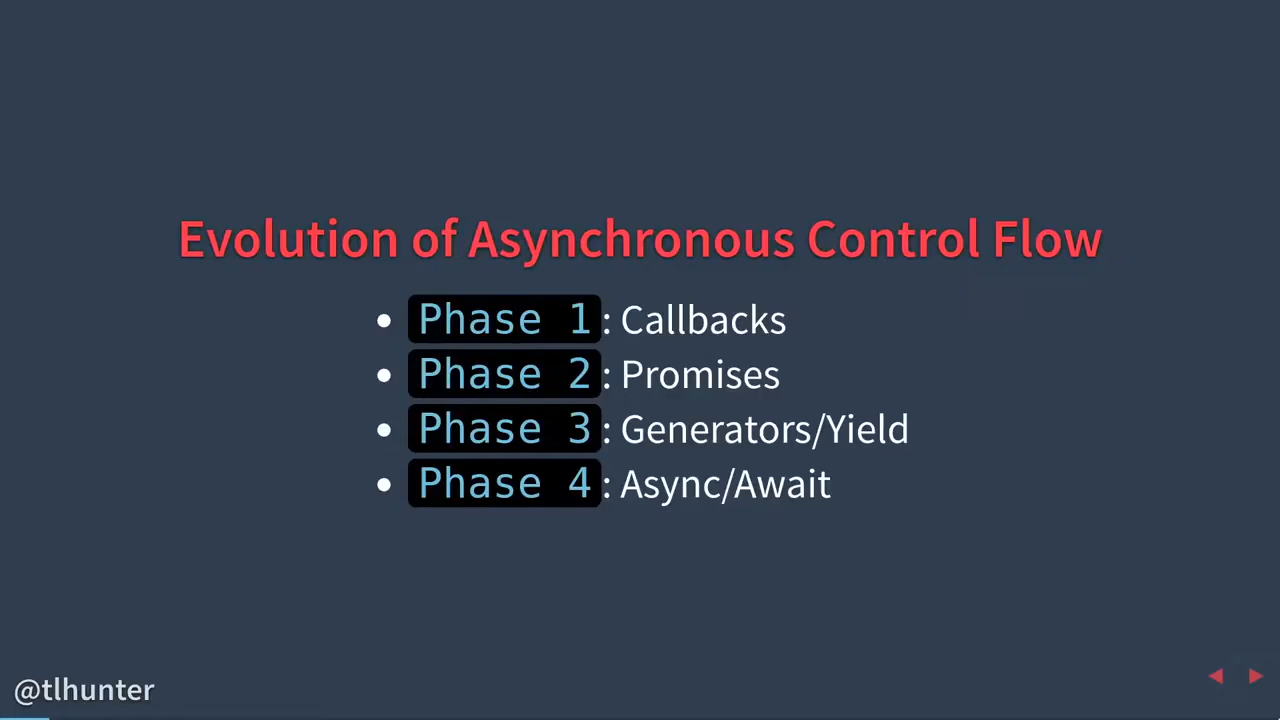 Evolution of Asynchronous Control Flow
Phase 1: Callbacks
Phase 2: Promises
Phase 3: Generators/Yield
Phase 4: Async/Await
@tlhunter